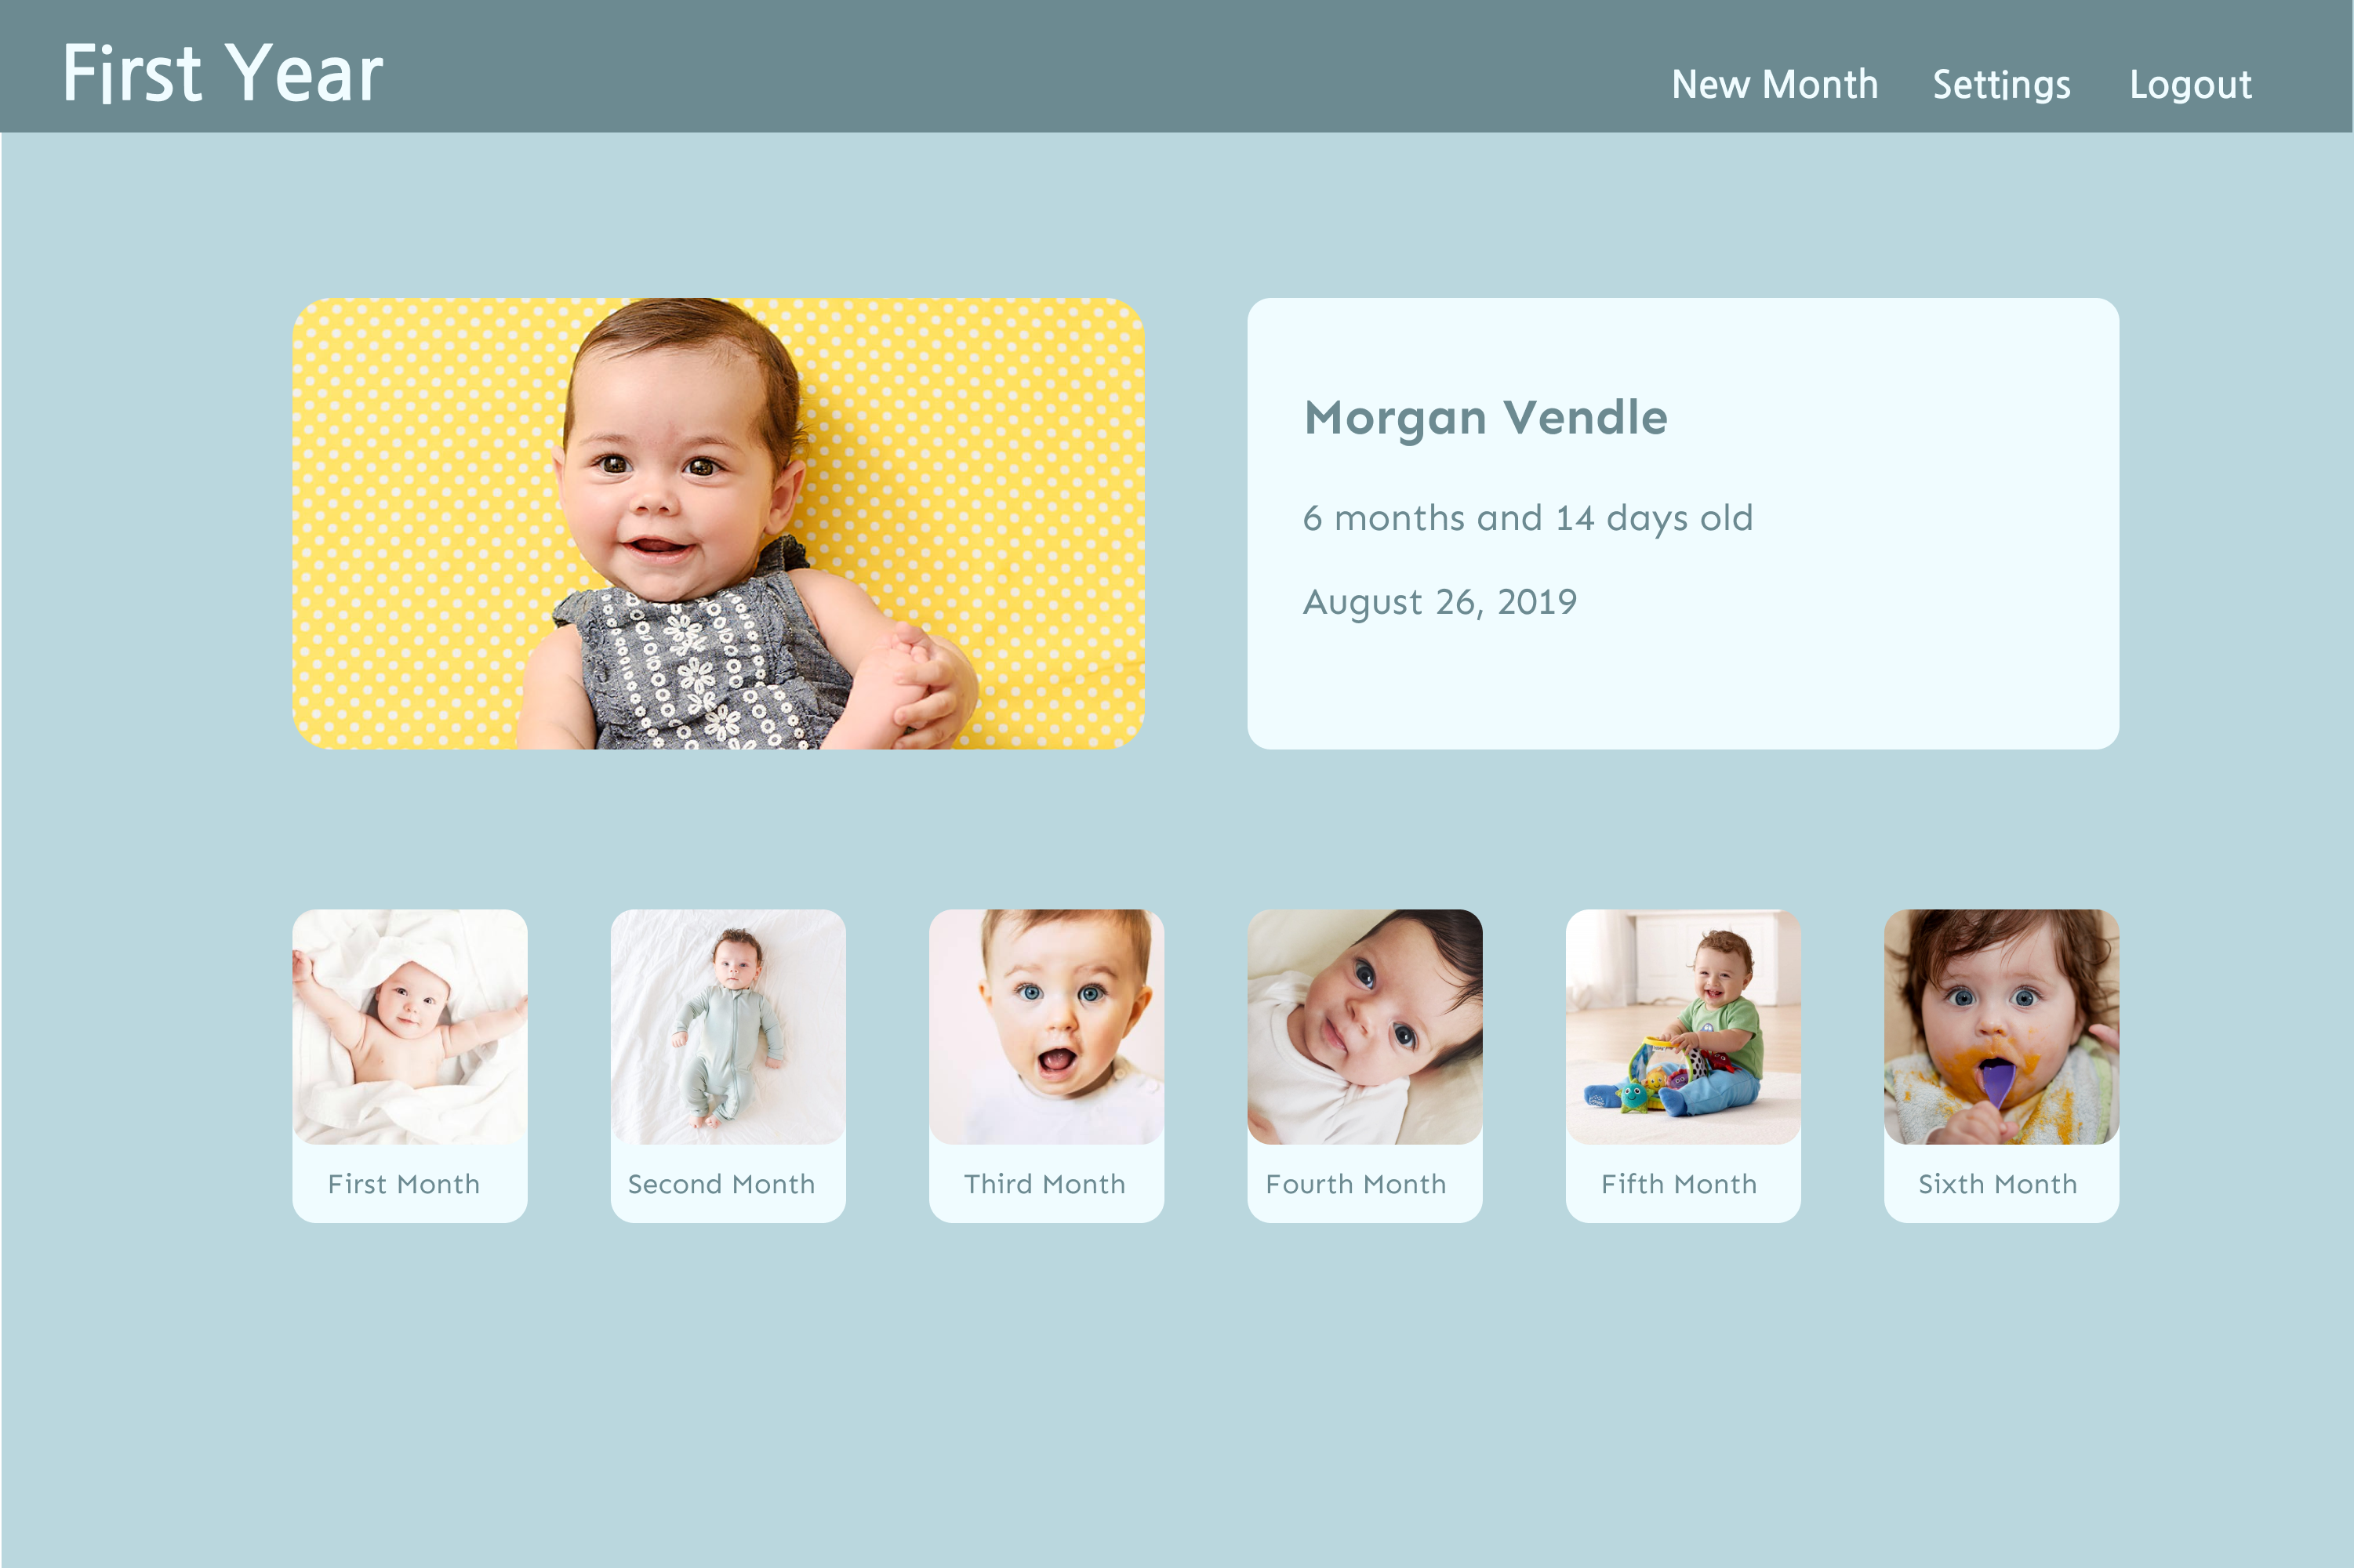 First Year
New Month Settings Logout
Morgan Vendle
6 months and 14 days old
August 26, 2019
First Month
Second Month
Third Month
Fourth Month
Fifth Month
Sixth Month